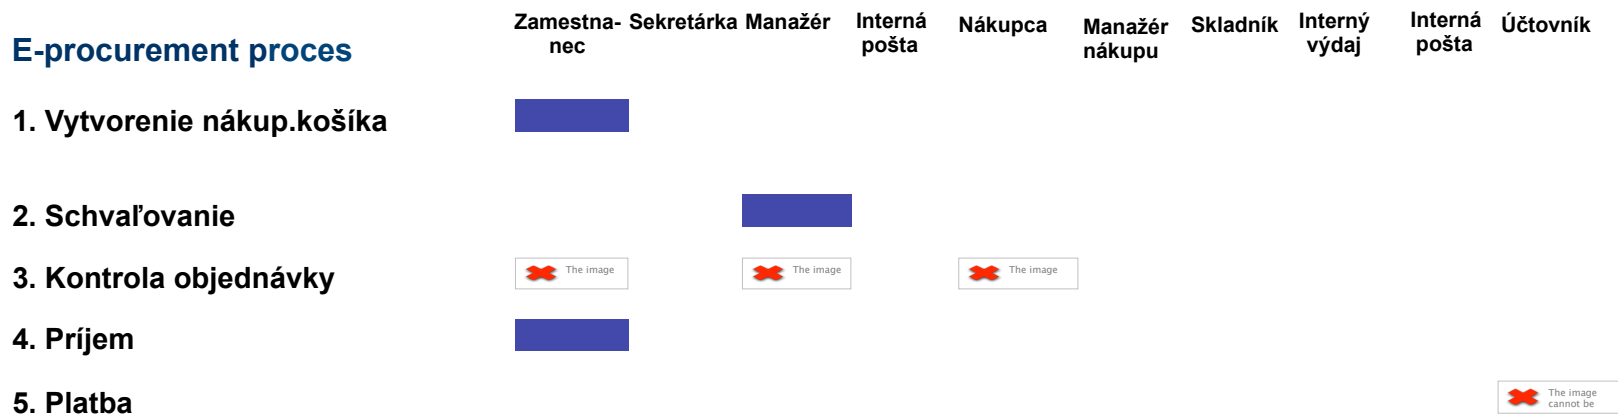 Zamestna- Sekretárka Manažér Interná Nákupca Manažér Skladník Interný Interná Účtovník
nec pošta nákupu výdaj pošta
E-procurement proces
1. Vytvorenie nákup.košíka
2. Schvaľovanie
3. Kontrola objednávky The image The image The image
4. Príjem
5. Platba The image
cannot be